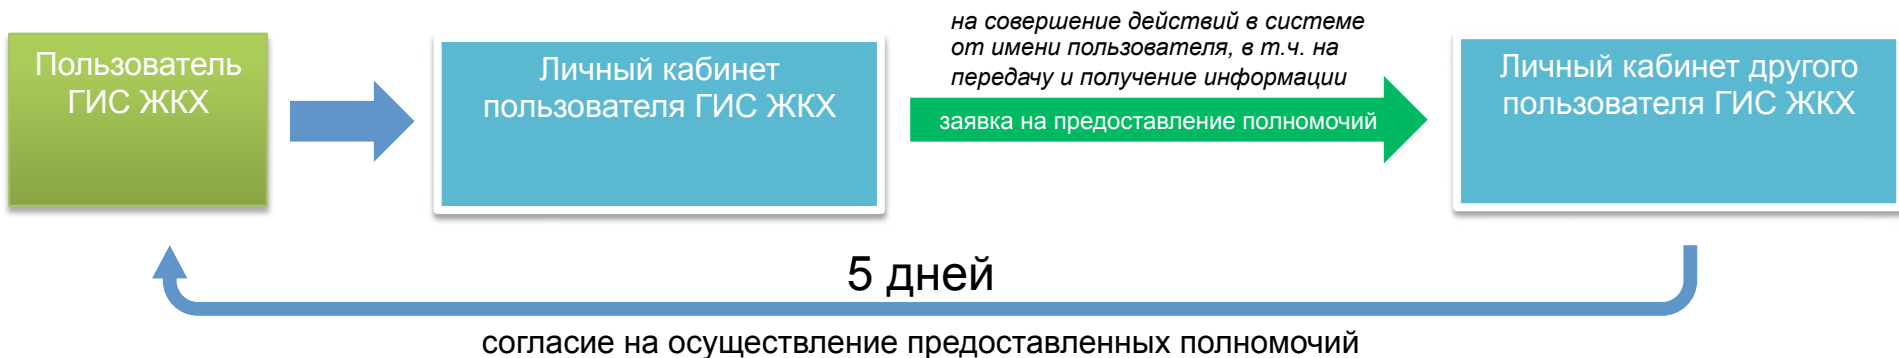 Пользователь
ГИС ЖКХ
Личный кабинет
пользователя ГИС ЖКХ
на совершение действий в системе
от имени пользователя, в т.ч. на
передачу и получение информации
заявка на предоставление полномочий
Личный кабинет другого
пользователя ГИС ЖКХ
5 дней
согласие на осуществление предоставленных полномочий